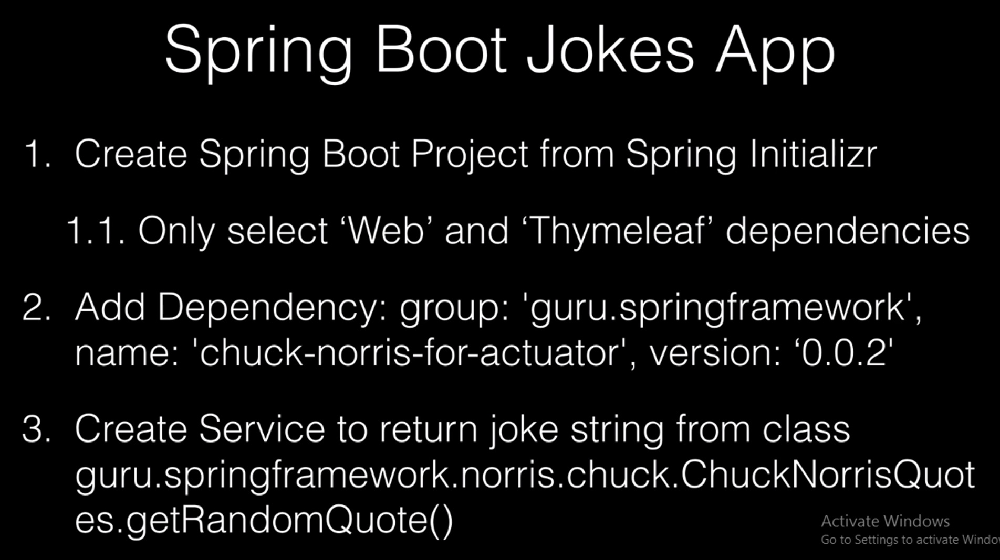 Spring Boot Jokes App
1. Create Spring Boot Project from Spring Initializr
1.1. Only select ‘Web’ and ‘Thymeleaf’ dependencies
2. Add Dependency: group: 'guru.springframework',
name: 'chuck-norris-for-actuator', version: ‘0.0.2'
3. Create Service to return joke string from class
guru.springframework.norris.chuck.ChuckNorrisQuot
es.getRandomQuote()
Activate Windows
Go to Settings to activate Windo